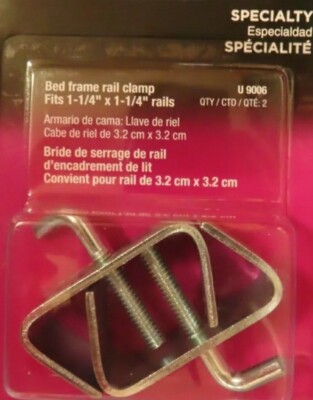 SPECIALTY
Especialdad
SPÉCIALITÉ
Bed frame rail clamp
Fits 1-1/4" x 1-1/4" rails
U 9006
QTY / CTD / QTÉ: 2
Armario de cama: Llave de riel
Cabe de riel de 3.2 cm x 3.2 cm
Bride de serrage de rail
d'encadrement de lit
Convient pour rail de 3.2 cm x 3.2 cm